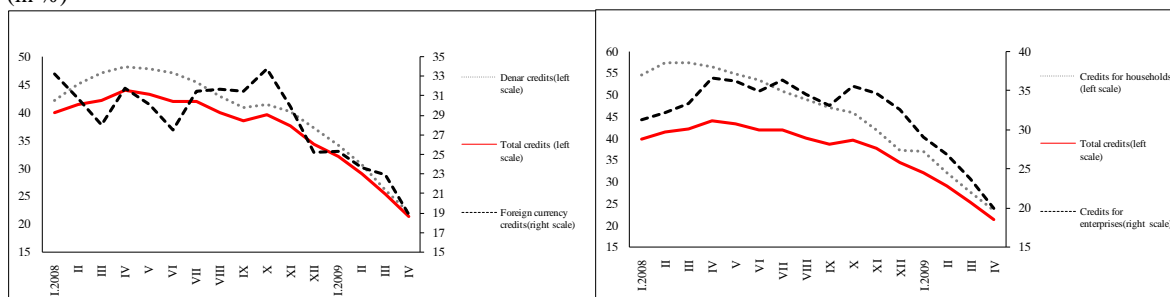 (in %)
50
45
40
35
30
25
20
15
35
33
31
29
27
25
23
21
19
17
15
I.2008
II
III
IV
V
VI
VII
VIII
IX
X
XI
XII
I.2009
II
III
IV
Denar credits(left
scale)
Total credits (left
scale)
Foreign currency
credits(right scale)
60
55
50
45
40
35
30
25
20
15
40
35
30
25
20
15
I.2008
II
III
IV
V
VI
VII
VIII
IX
X
XI
XII
I.2009
II
III
IV
Credits for households
(left scale)
Total credits(left
scale)
Credits for
enterprises(right scale)